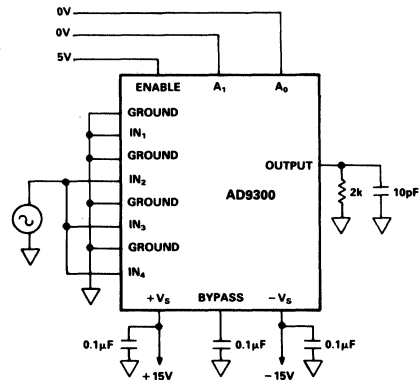 0V
0V
5V
ENABLE A1 A0
GROUND
IN1
GROUND
IN2
GROUND
IN3
GROUND
IN4
OUTPUT
AD9300
2k
10pF
+VS BYPASS -VS
0.1μF
0.1μF
0.1μF
+15V
-15V